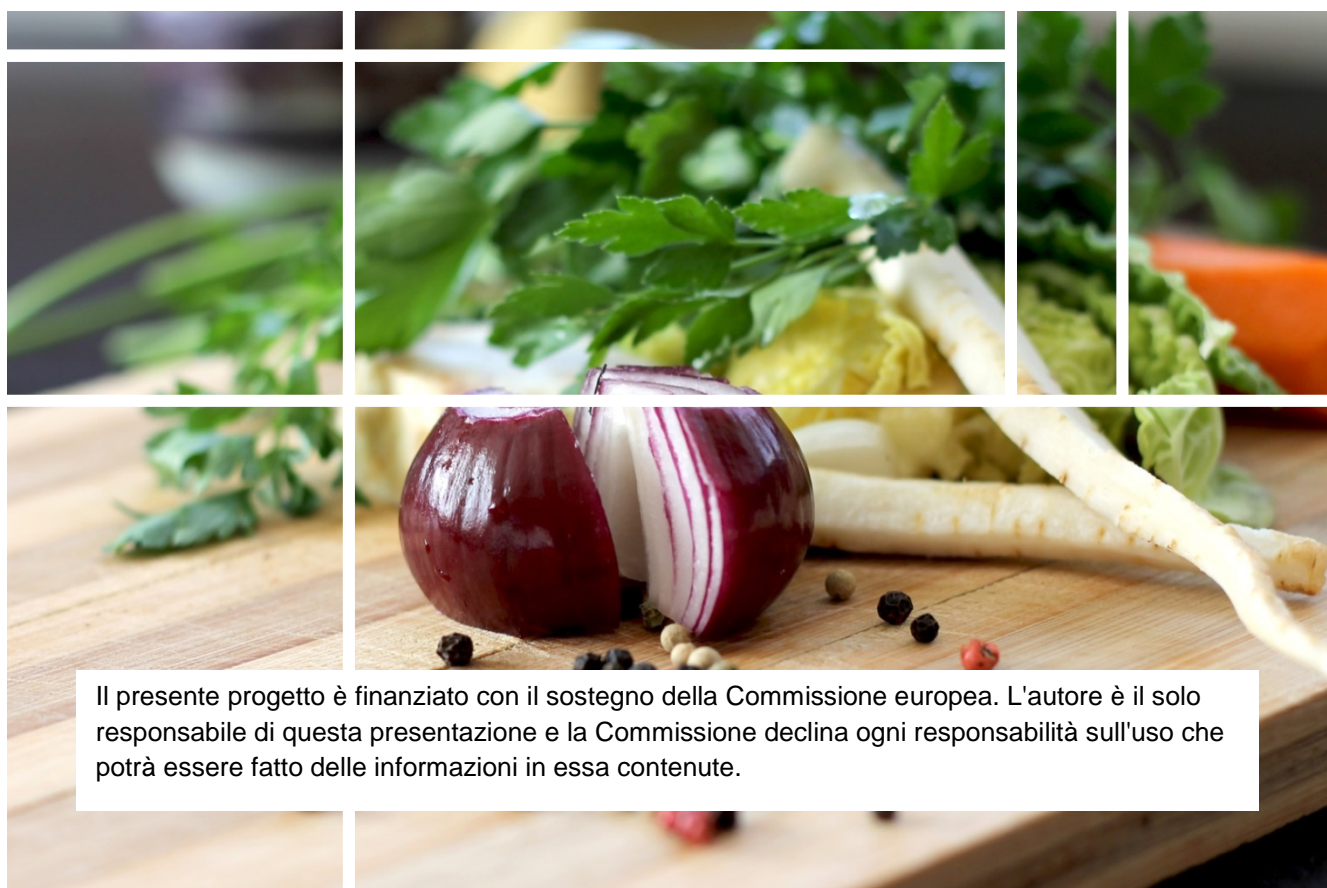 Il presente progetto è finanziato con il sostegno della Commissione europea. L'autore è il solo
responsabile di questa presentazione e la Commissione declina ogni responsabilità sull'uso che
potrà essere fatto delle informazioni in essa contenute.